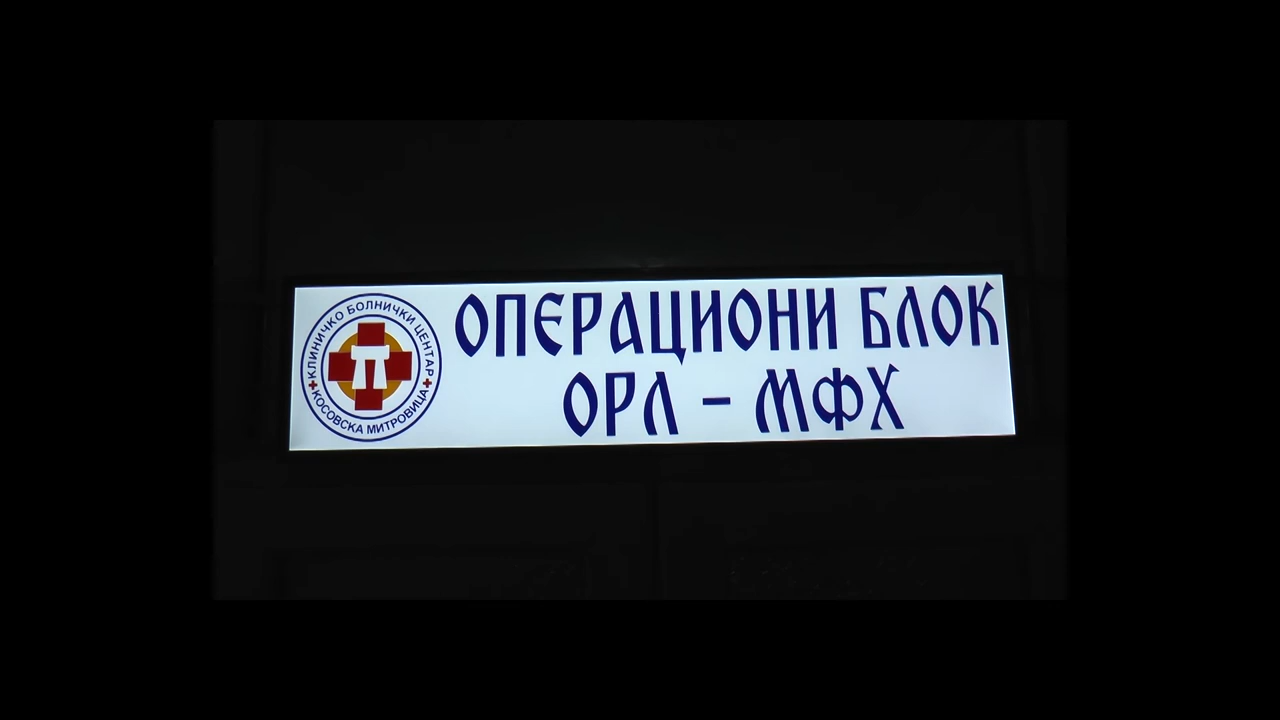 КЛИНИЧКО БОЛНИЧКИ ЦЕНТАР
КОСОВСКА МИТРОВИЦА
ОПЕРАЦИОНИ БЛОК
ОРЛ - МФХ